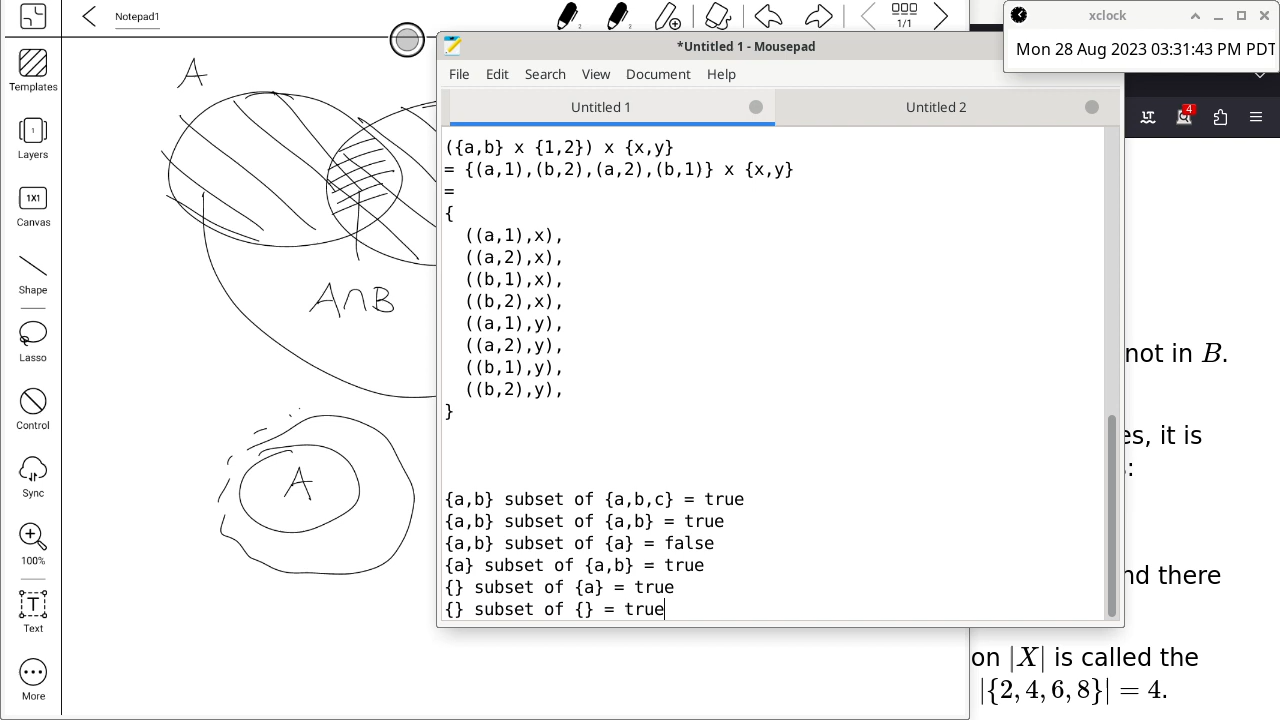 Notepad1
1/1
xclock
Mon 28 Aug 2023 03:31:43 PM PDT
Templates
1
Layers
1X1
Canvas
Shape
Lasso
Control
Sync
100%
T
Text
More
A
A∩B
A
*Untitled 1 - Mousepad
File Edit Search View Document Help
Untitled 1 Untitled 2
({a,b} x {1,2}) x {x,y}
= {(a,1),(b,2),(a,2),(b,1)} x {x,y}
=
{
((a,1),x),
((a,2),x),
((b,1),x),
((b,2),x),
((a,1),y),
((a,2),y),
((b,1),y),
((b,2),y),
}
{a,b} subset of {a,b,c} = true
{a,b} subset of {a,b} = true
{a,b} subset of {a} = false
{a} subset of {a,b} = true
{} subset of {a} = true
{} subset of {} = true
4
not in B.
es, it is
:
nd there
on |X| is called the
|{2, 4, 6, 8}| = 4.